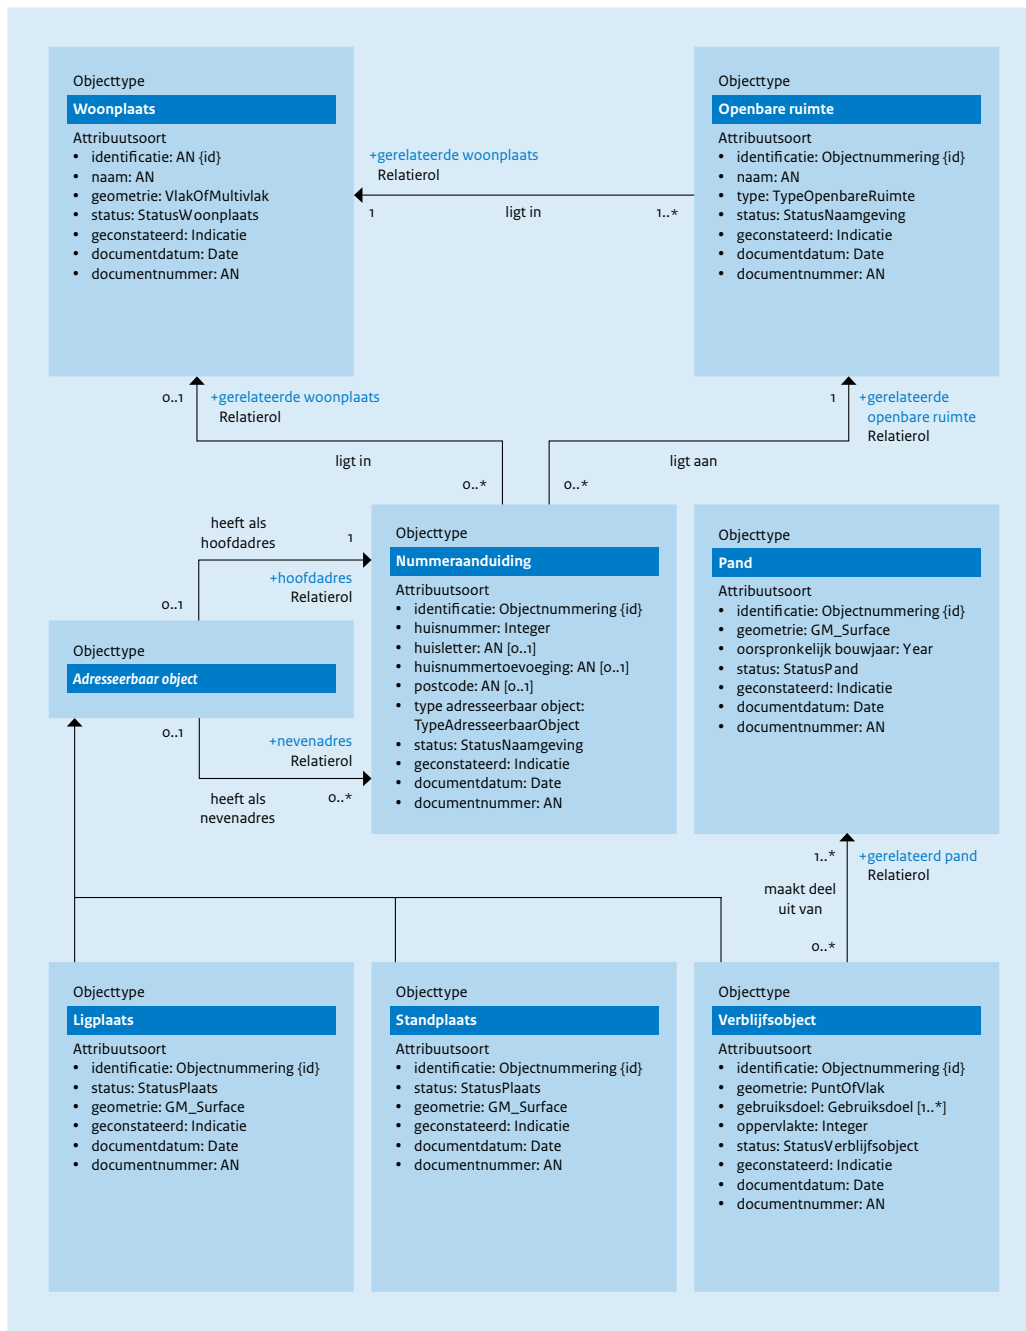 Objecttype
Woonplaats
Attribuutsoort
• identificatie: AN {id}
• naam: AN
• geometrie: VlakOfMultivlak
• status: StatusWoonplaats
• geconstateerd: Indicatie
• documentdatum: Date
• documentnummer: AN
+gerelateerde woonplaats
Relatierol
1
ligt in
1..*
Objecttype
Openbare ruimte
Attribuutsoort
• identificatie: Objectnummering {id}
• naam: AN
• type: TypeOpenbareRuimte
• status: StatusNaamgeving
• geconstateerd: Indicatie
• documentdatum: Date
• documentnummer: AN
0..1
+gerelateerde woonplaats
Relatierol
ligt in
0..*
1
+gerelateerde
openbare ruimte
Relatierol
ligt aan
0..*
heeft als
hoofdadres
1
+hoofdadres
Relatierol
0..1
Objecttype
Adresseerbaar object
0..1
+nevenadres
Relatierol
heeft als
nevenadres
0..*
Objecttype
Nummeraanduiding
Attribuutsoort
• identificatie: Objectnummering {id}
• huisnummer: Integer
• huisletter: AN [0..1]
• huisnummertoevoeging: AN [0..1]
• postcode: AN [0..1]
• type adresseerbaar object:
TypeAdresseerbaarObject
• status: StatusNaamgeving
• geconstateerd: Indicatie
• documentdatum: Date
• documentnummer: AN
Objecttype
Pand
Attribuutsoort
• identificatie: Objectnummering {id}
• geometrie: GM_Surface
• oorspronkelijk bouwjaar: Year
• status: StatusPand
• geconstateerd: Indicatie
• documentdatum: Date
• documentnummer: AN
1..*
+gerelateerd pand
Relatierol
maakt deel
uit van
0..*
Objecttype
Ligplaats
Attribuutsoort
• identificatie: Objectnummering {id}
• status: StatusPlaats
• geometrie: GM_Surface
• geconstateerd: Indicatie
• documentdatum: Date
• documentnummer: AN
Objecttype
Standplaats
Attribuutsoort
• identificatie: Objectnummering {id}
• status: StatusPlaats
• geometrie: GM_Surface
• geconstateerd: Indicatie
• documentdatum: Date
• documentnummer: AN
Objecttype
Verblijfsobject
Attribuutsoort
• identificatie: Objectnummering {id}
• geometrie: PuntOfVlak
• gebruiksdoel: Gebruiksdoel [1..*]
• oppervlakte: Integer
• status: StatusVerblijfsobject
• geconstateerd: Indicatie
• documentdatum: Date
• documentnummer: AN